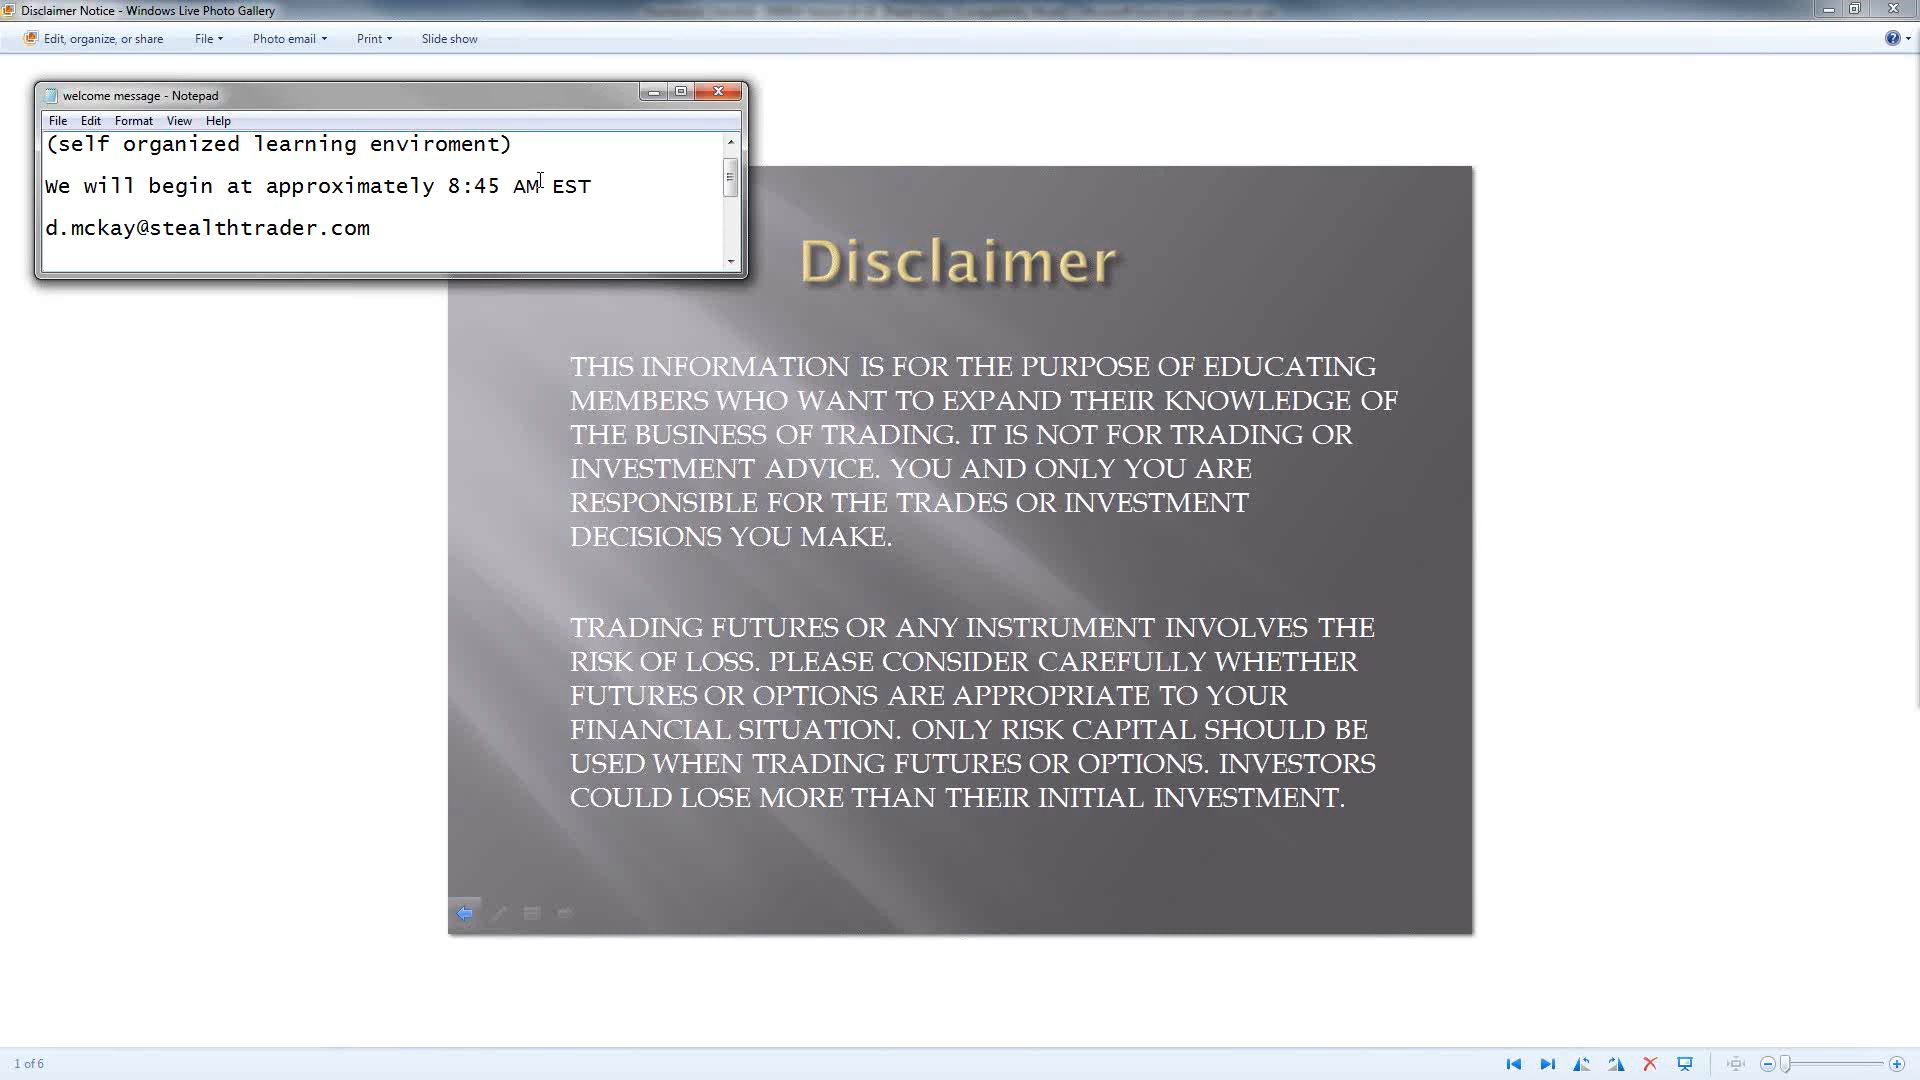 Disclaimer Notice - Windows Live Photo Gallery
Edit, organize, or share File Photo email Print Slide show
welcome message - Notepad
File Edit Format View Help
(self organized learning enviroment)
We will begin at approximately 8:45 AM EST
d.mckay@stealthtrader.com
Disclaimer
THIS INFORMATION IS FOR THE PURPOSE OF EDUCATING
MEMBERS WHO WANT TO EXPAND THEIR KNOWLEDGE OF
THE BUSINESS OF TRADING. IT IS NOT FOR TRADING OR
INVESTMENT ADVICE. YOU AND ONLY YOU ARE
RESPONSIBLE FOR THE TRADES OR INVESTMENT
DECISIONS YOU MAKE.
TRADING FUTURES OR ANY INSTRUMENT INVOLVES THE
RISK OF LOSS. PLEASE CONSIDER CAREFULLY WHETHER
FUTURES OR OPTIONS ARE APPROPRIATE TO YOUR
FINANCIAL SITUATION. ONLY RISK CAPITAL SHOULD BE
USED WHEN TRADING FUTURES OR OPTIONS. INVESTORS
COULD LOSE MORE THAN THEIR INITIAL INVESTMENT.
1 of 6